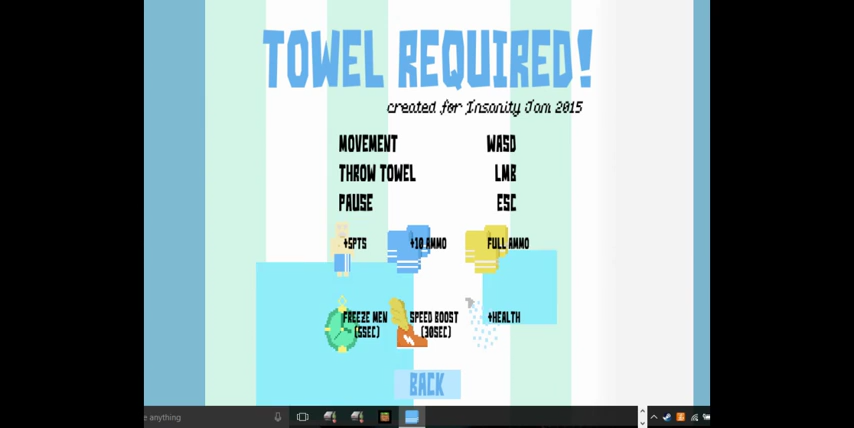 TOWEL REQUIRED!
created for Insanity Jam 2015
MOVEMENT WASD
THROW TOWEL LMB
PAUSE ESC
+5PTS +10 AMMO FULL AMMO
FREEZE MEN SPEED BOOST +HEALTH
(5SEC) (30SEC)
BACK
e anything